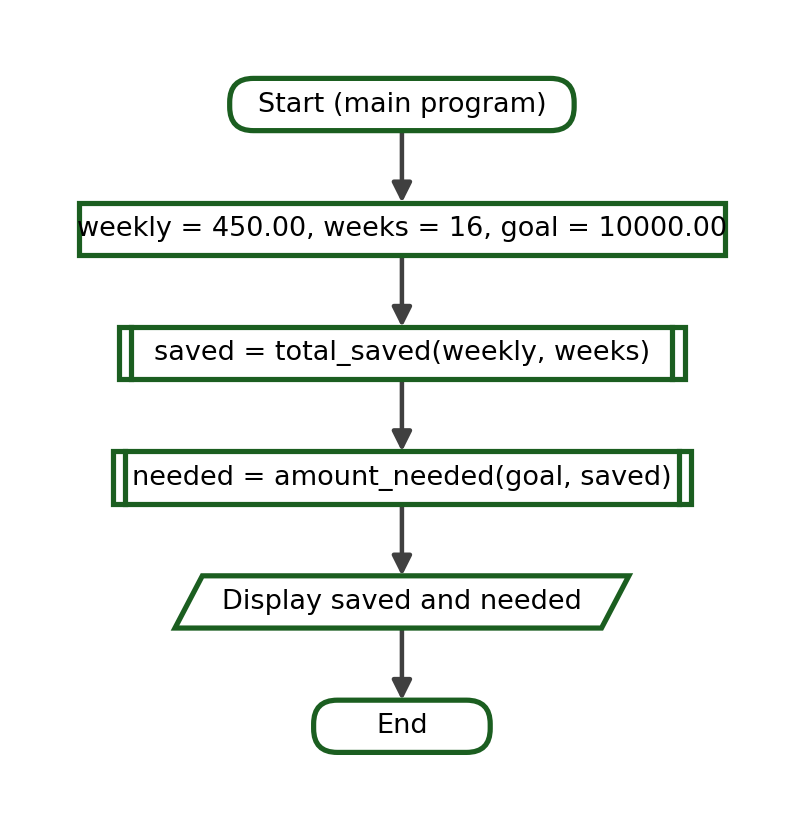 Start (main program)
weekly = 450.00, weeks = 16, goal = 10000.00
saved = total_saved(weekly, weeks)
needed = amount_needed(goal, saved)
Display saved and needed
End